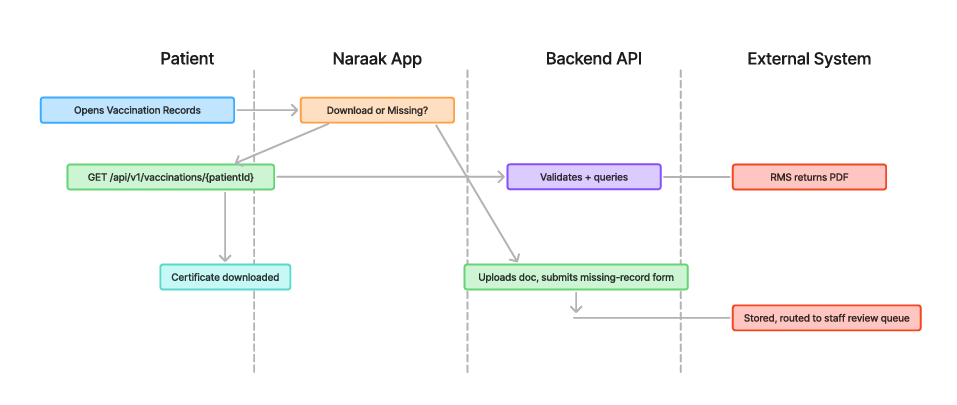 Patient
Naraak App
Backend API
External System
Opens Vaccination Records
Download or Missing?
GET /api/v1/vaccinations/{patientId}
Validates + queries
RMS returns PDF
Certificate downloaded
Uploads doc, submits missing-record form
Stored, routed to staff review queue